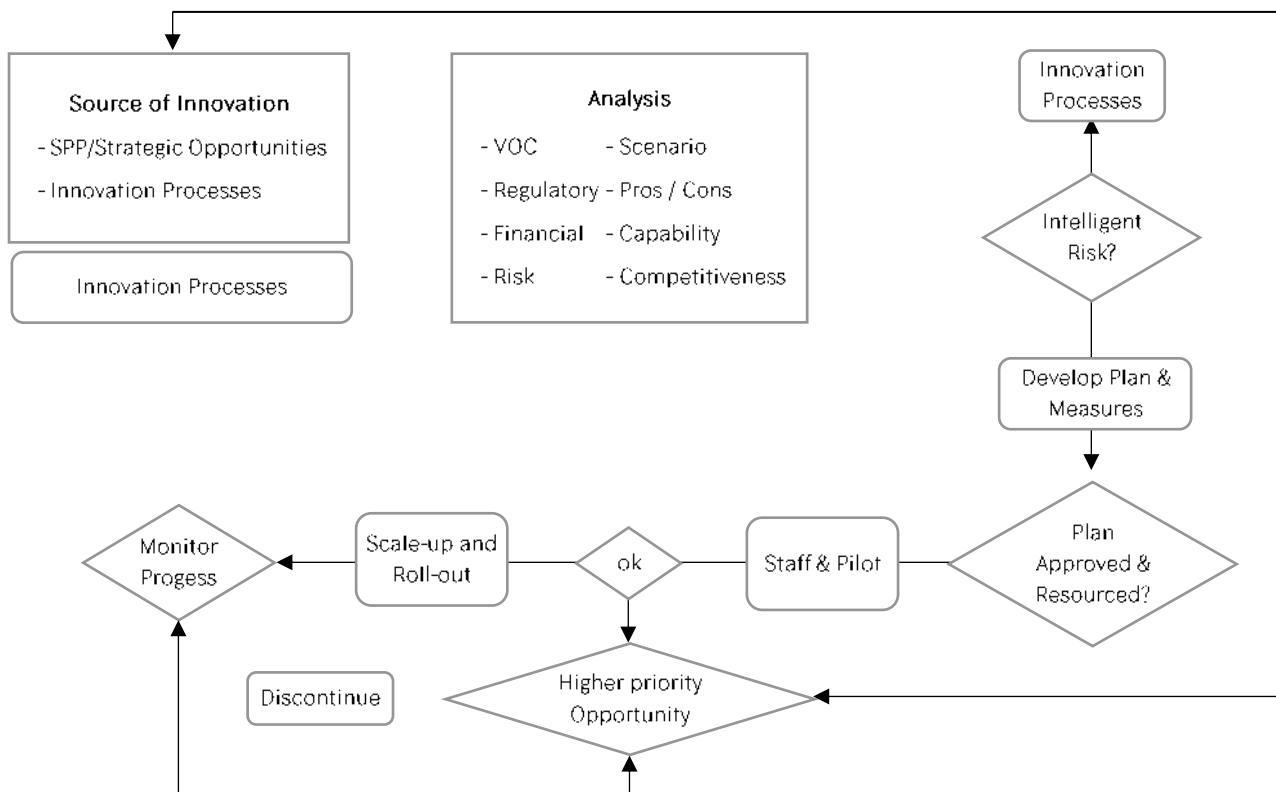 Source of Innovation
- SPP/Strategic Opportunities
- Innovation Processes
Innovation Processes
Analysis
- VOC
- Scenario
- Regulatory
- Pros / Cons
- Financial
- Capability
- Risk
- Competitiveness
Innovation
Processes
Intelligent
Risk?
Develop Plan &
Measures
Plan
Approved &
Resourced?
Staff & Pilot
ok
Scale-up and
Roll-out
Monitor
Progess
Discontinue
Higher priority
Opportunity